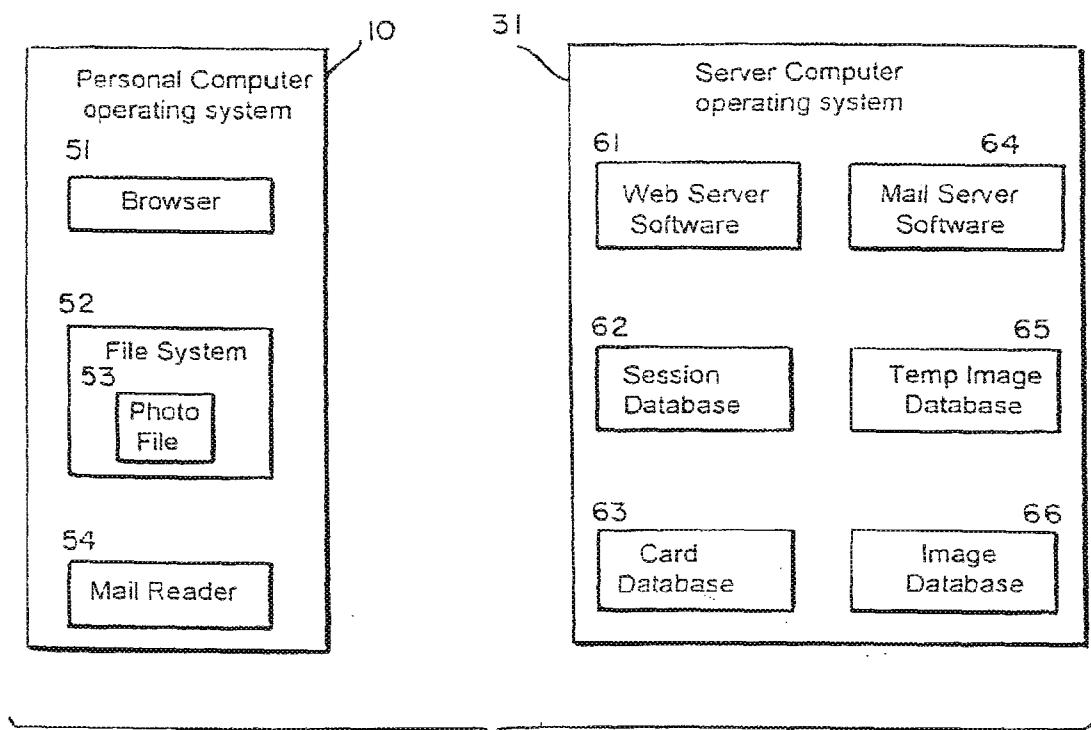 10
31
Personal Computer
operating system
51
Browser
52
File System
53
Photo
File
54
Mail Reader
Server Computer
operating system
61
Web Server
Software
64
Mail Server
Software
62
Session
Database
65
Temp Image
Database
63
Card
Database
66
Image
Database